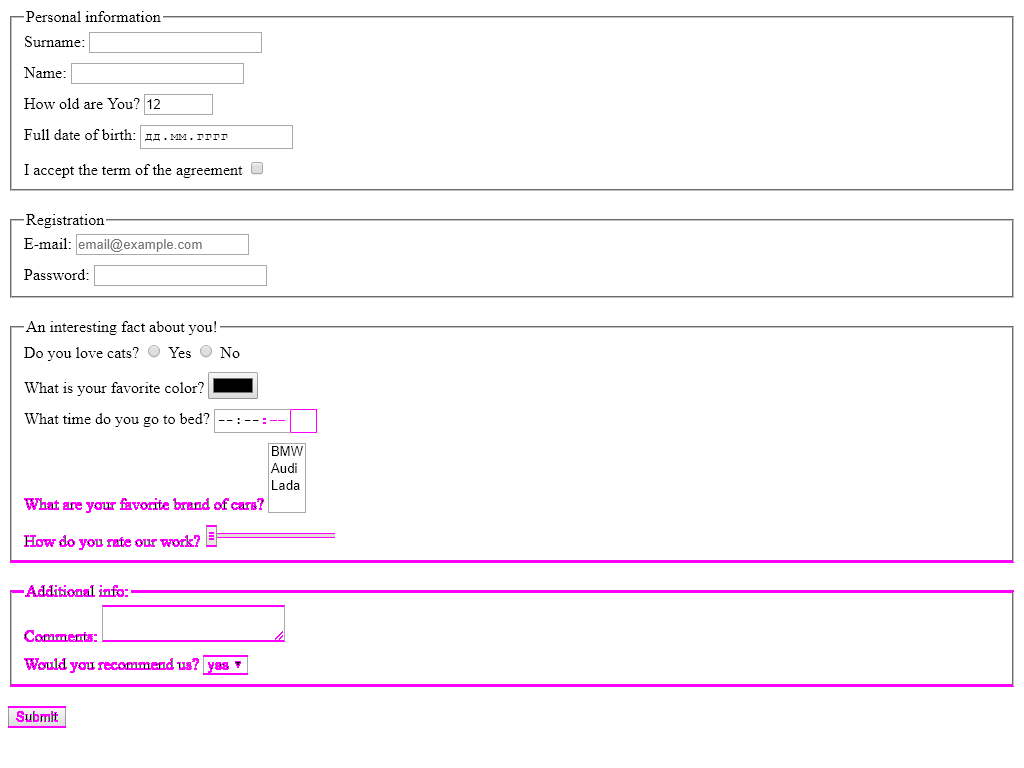 Personal information
Surname:
Name:
How old are You? 12
Full date of birth: дд.мм.гггг
I accept the term of the agreement
Registration
E-mail: email@example.com
Password:
An interesting fact about you!
Do you love cats? Yes No
What is your favorite color?
What time do you go to bed? --:--:--
BMW
Audi
Lada
What are your favorite brand of cars?
How do you rate our work?
Additional info:
Comments:
Would you recommend us? yes
Submit